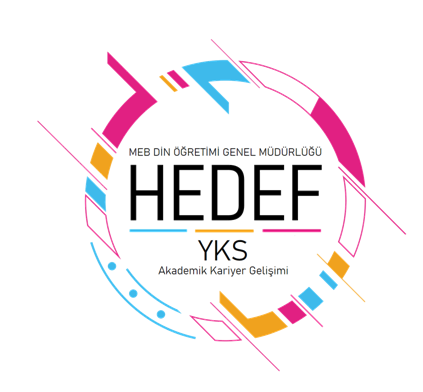 MEB DİN ÖĞRETİMİ GENEL MÜDÜRLÜĞÜ
HEDEF
YKS
Akademik Kariyer Gelişimi